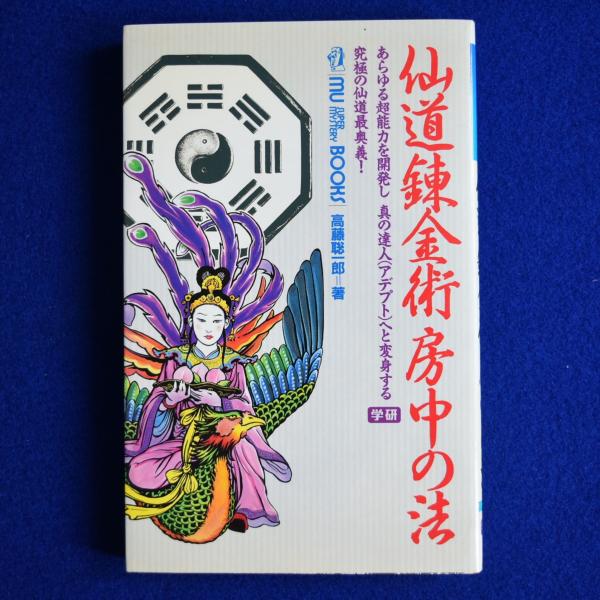 仙道錬金術 房中の法
あらゆる超能力を開発し 真の達人(アデプト)へと変身する
究極の仙道最奥義!
MU SUPER MYSTERY BOOKS
高藤聡一郎=著
学研